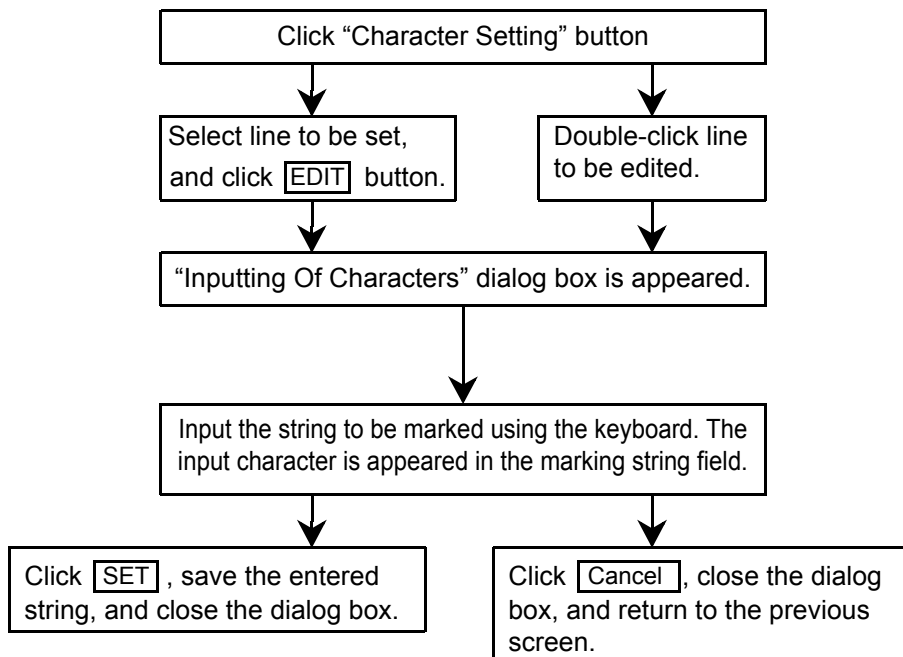 Click “Character Setting” button
Select line to be set,
and click EDIT button.
Double-click line
to be edited.
“Inputting Of Characters” dialog box is appeared.
Input the string to be marked using the keyboard. The
input character is appeared in the marking string field.
Click SET , save the entered
string, and close the dialog box.
Click Cancel , close the dialog
box, and return to the previous
screen.